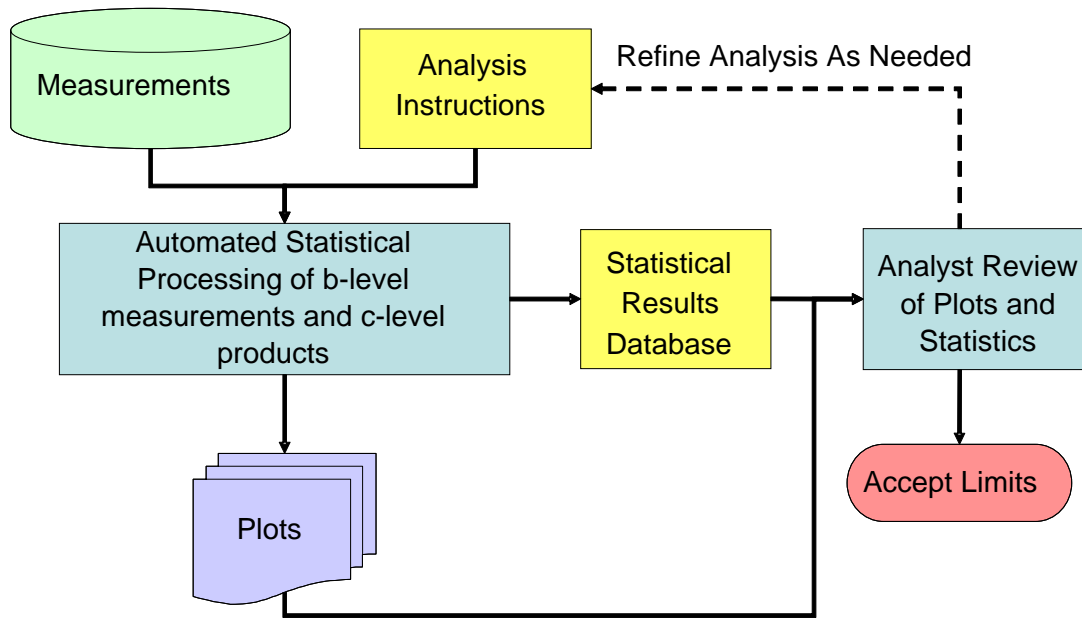 Measurements
Analysis
Instructions
Refine Analysis As Needed
Automated Statistical
Processing of b-level
measurements and c-level
products
Statistical
Results
Database
Analyst Review
of Plots and
Statistics
Plots
Accept Limits